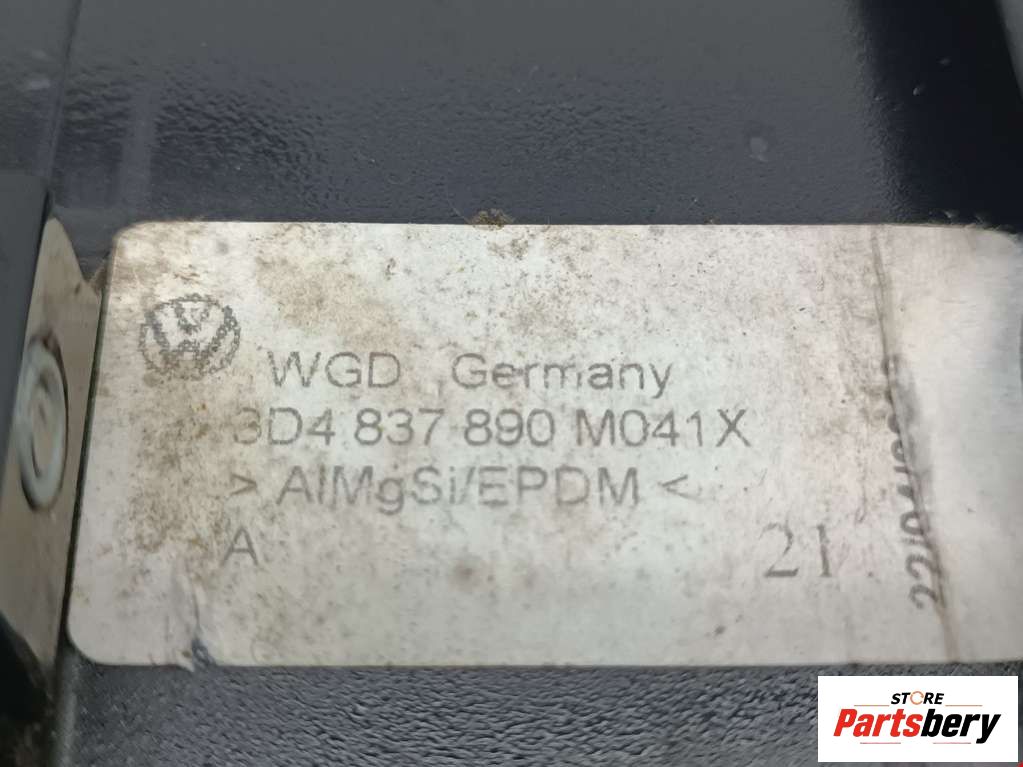 WGD Germany
3D4 837 890 M041X
> AlMgSi/EPDM <
A
21
STORE
Partsbery